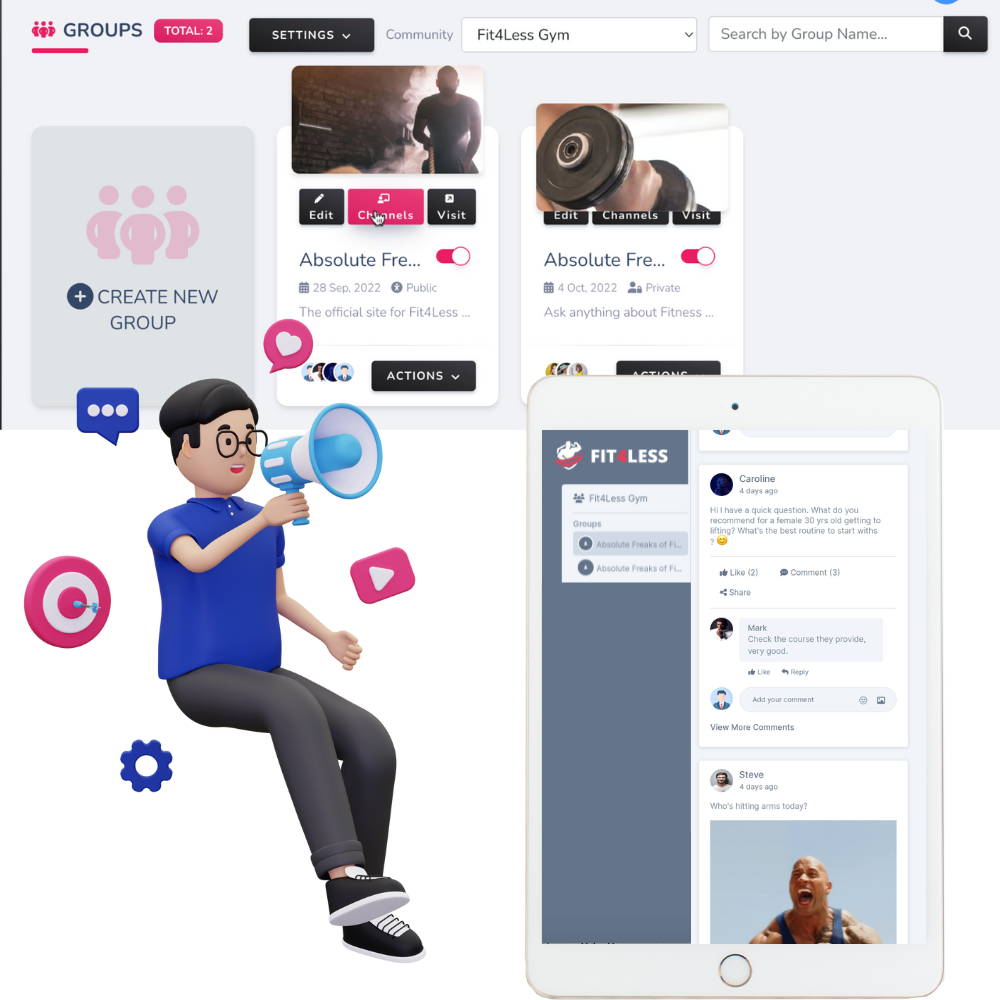 GROUPS
TOTAL: 2
SETTINGS
Community
Fit4Less Gym
Search by Group Name...
Edit
Channels
Visit
Absolute Fre...
28 Sep, 2022 Public
The official site for Fit4Less ...
ACTIONS
Edit
Channels
Visit
Absolute Fre...
4 Oct, 2022 Private
Ask anything about Fitness ...
ACTIONS
CREATE NEW
GROUP
FIT4LESS
Fit4Less Gym
Groups
Absolute Freaks of Fi...
Absolute Freaks of Fi...
Caroline
4 days ago
Hi I have a quick question. What do you
recommend for a female 30 yrs old getting to
lifting? What's the best routine to start withs
? 😊
Like (2)
Comment (3)
Share
Mark
Check the course they provide,
very good.
Like
Reply
Add your comment
View More Comments
Steve
4 days ago
Who's hitting arms today?